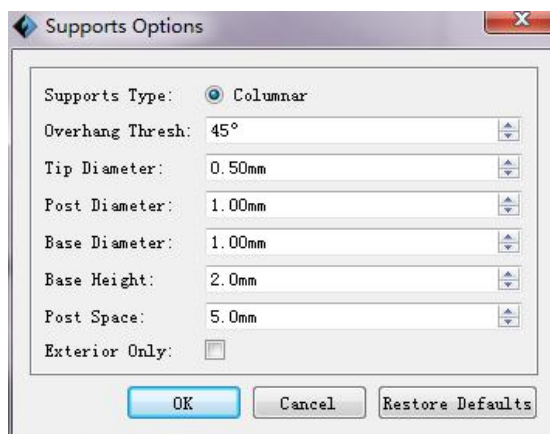 Supports Options
Supports Type: Columnar
Overhang Thresh: 45°
Tip Diameter: 0.50mm
Post Diameter: 1.00mm
Base Diameter: 1.00mm
Base Height: 2.0mm
Post Space: 5.0mm
Exterior Only:
OK Cancel Restore Defaults